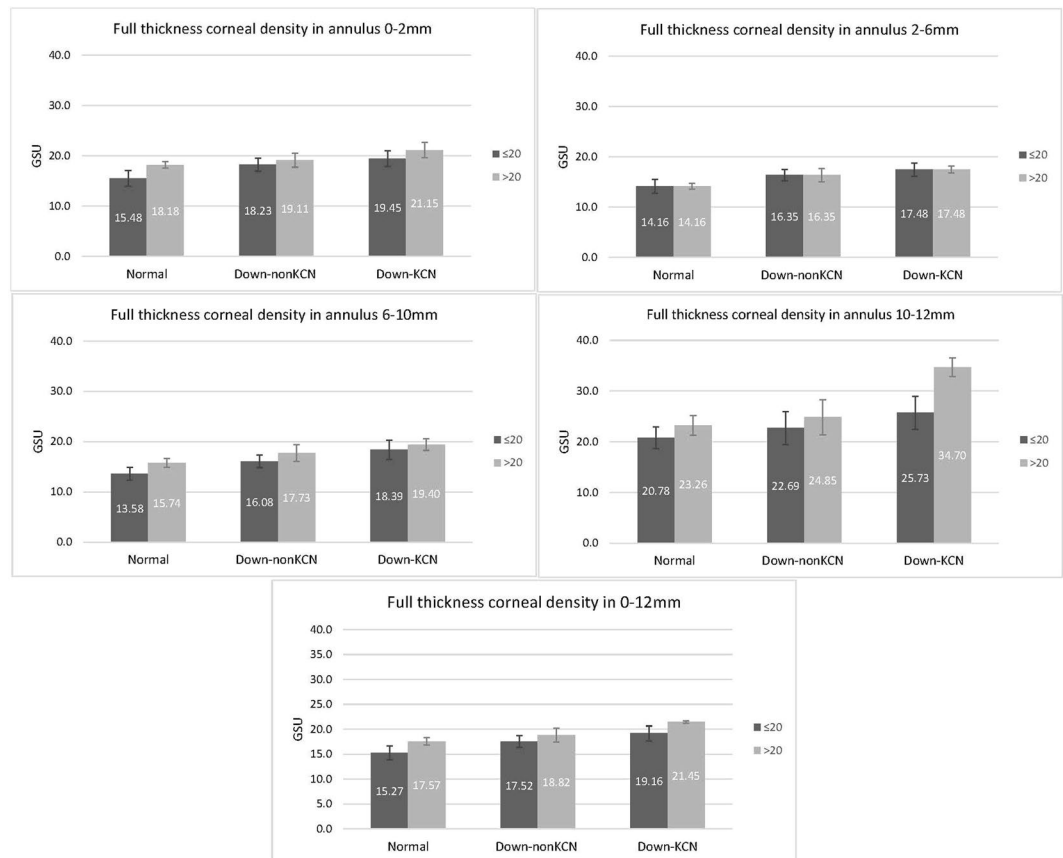 Full thickness corneal density in annulus 0-2mm
40.0
30.0
20.0
10.0
0.0
GSU
15.48 18.18 18.23 19.11 19.45 21.15
Normal Down-nonKCN Down-KCN
≤20
>20
Full thickness corneal density in annulus 2-6mm
40.0
30.0
20.0
10.0
0.0
GSU
14.16 14.16 16.35 16.35 17.48 17.48
Normal Down-nonKCN Down-KCN
≤20
>20
Full thickness corneal density in annulus 6-10mm
40.0
30.0
20.0
10.0
0.0
GSU
13.58 15.74 16.08 17.73 18.39 19.40
Normal Down-nonKCN Down-KCN
≤20
>20
Full thickness corneal density in annulus 10-12mm
40.0
30.0
20.0
10.0
0.0
GSU
20.78 23.26 22.69 24.85 25.73 34.70
Normal Down-nonKCN Down-KCN
≤20
>20
Full thickness corneal density in 0-12mm
40.0
35.0
30.0
25.0
20.0
15.0
10.0
5.0
0.0
GSU
15.27 17.57 17.52 18.82 19.16 21.45
Normal Down-nonKCN Down-KCN
≤20
>20